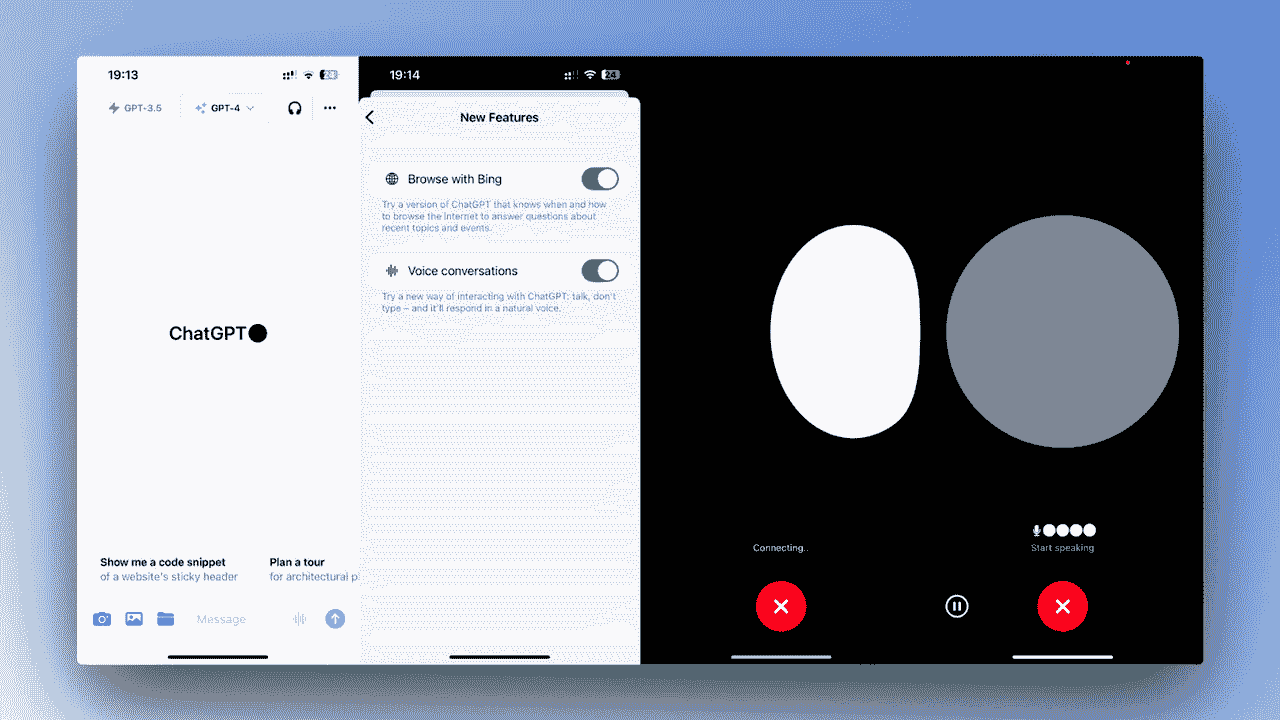 19:13
GPT-3.5
GPT-4
ChatGPT
Show me a code snippet
of a website's sticky header
Plan a tour
for architectural p
Message
19:14
24
New Features
Browse with Bing
Try a version of ChatGPT that knows when and how
to browse the internet to answer questions about
recent topics and events.
Voice conversations
Try a new way of interacting with ChatGPT: talk, don't
type – and it'll respond in a natural voice.
Connecting..
Start speaking